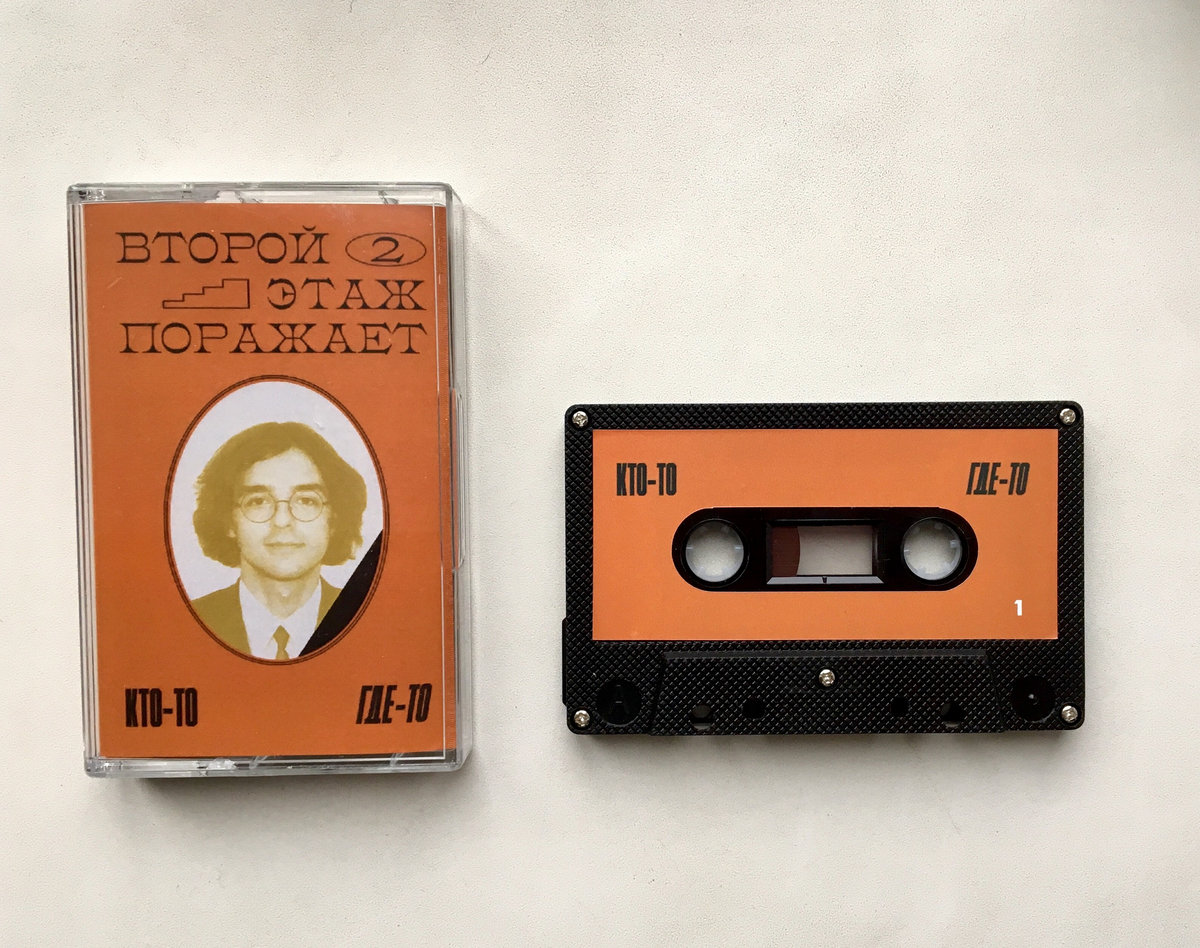 ВТОРОЙ 2
ЭТАЖ
ПОРАЖАЕТ
КТО-ТО ГДЕ-ТО
КТО-ТО ГДЕ-ТО
1
A